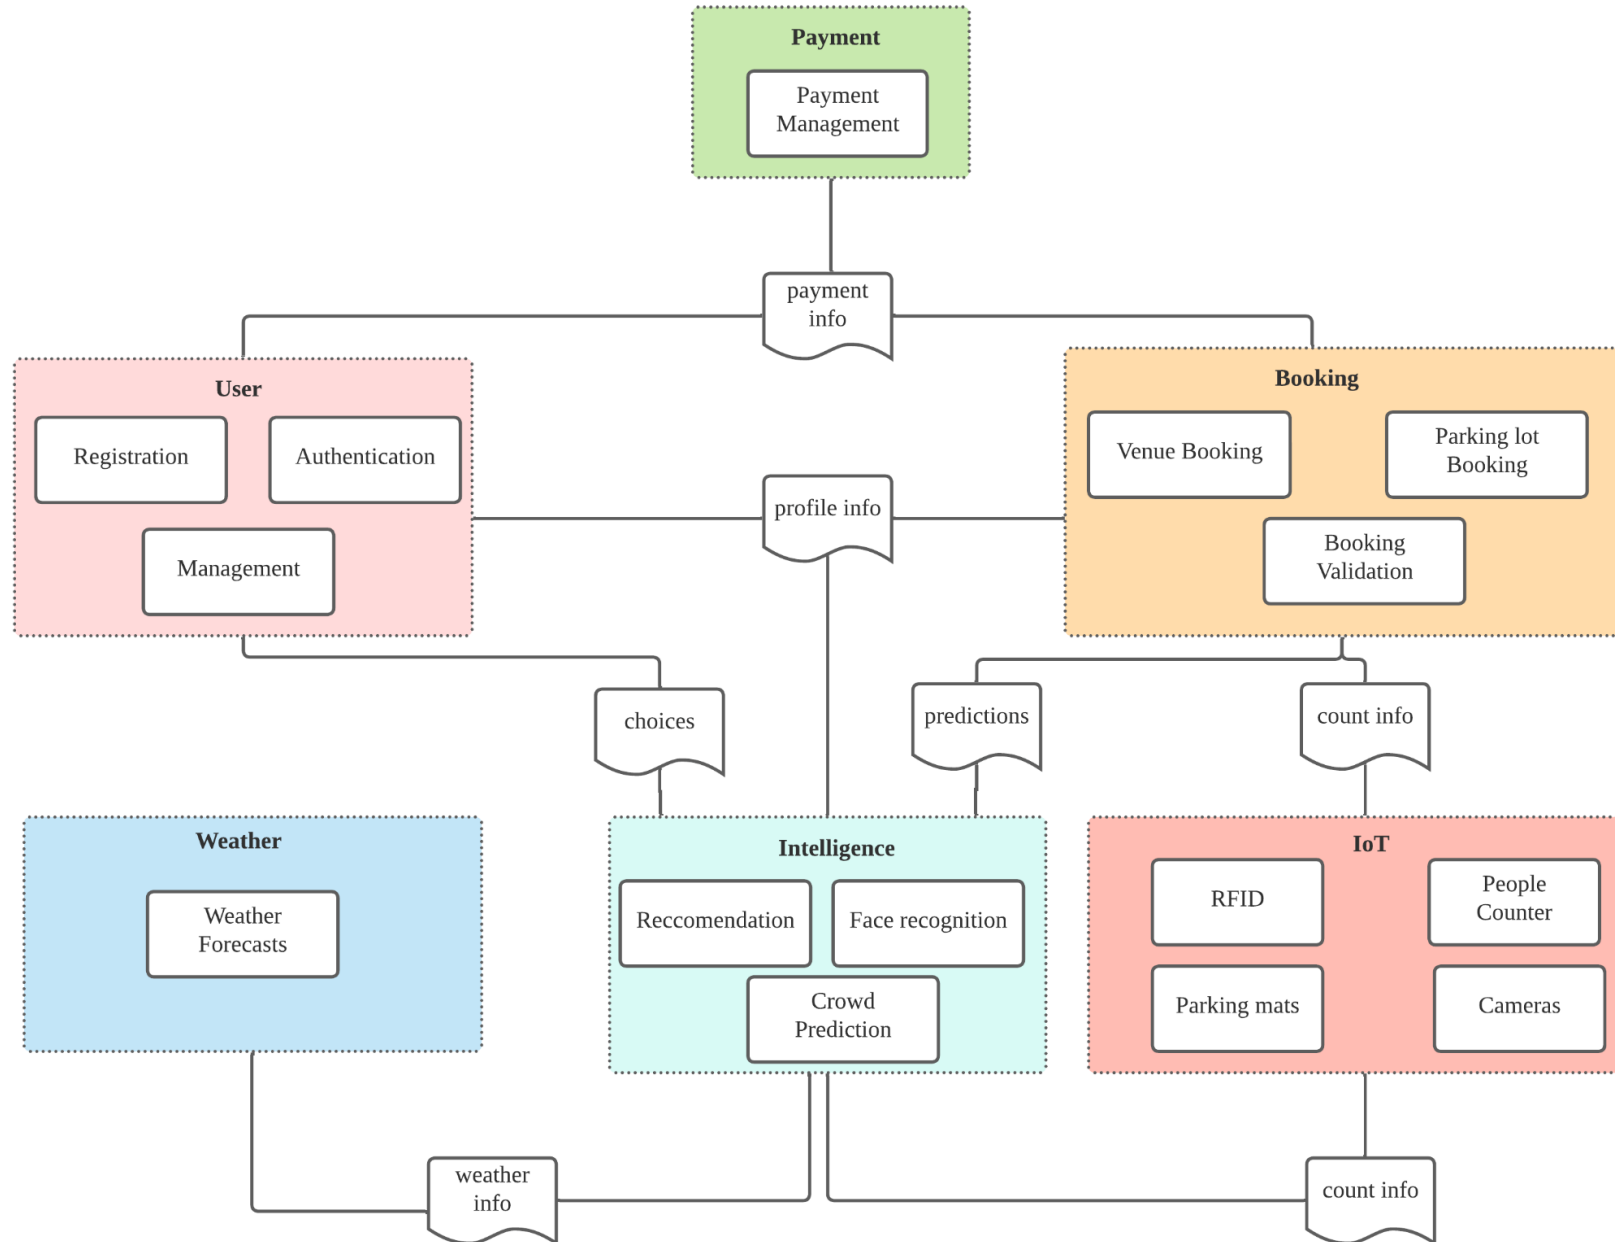 Payment
Payment
Management
payment
info
User
Registration
Authentication
Management
profile info
Booking
Venue Booking
Parking lot
Booking
Booking
Validation
choices
predictions
count info
Weather
Weather
Forecasts
Intelligence
Reccomendation
Face recognition
Crowd
Prediction
IoT
RFID
People
Counter
Parking mats
Cameras
weather
info
count info